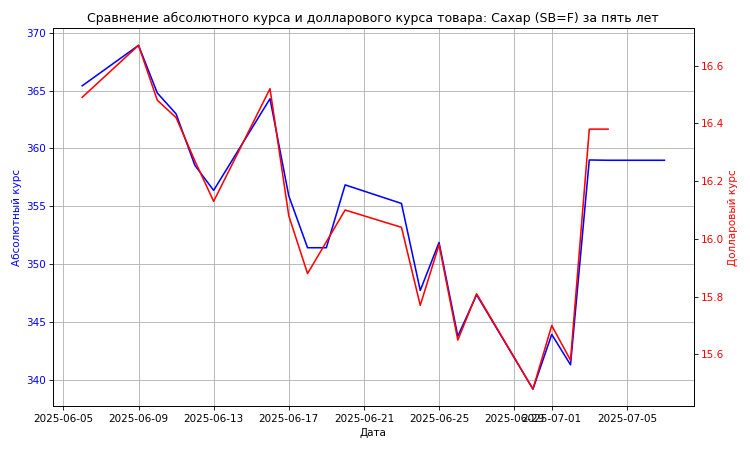 Сравнение абсолютного курса и долларового курса товара: Сахар (SB=F) за пять лет
370
365
360
355
350
345
340
Абсолютный курс
16.6
16.4
16.2
16.0
15.8
15.6
Долларовый курс
2025-06-05 2025-06-09 2025-06-13 2025-06-17 2025-06-21 2025-06-25 2025-06-29 2025-07-01 2025-07-05
Дата